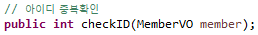 // 아이디 중복확인
public int checkID(MemberVO member);